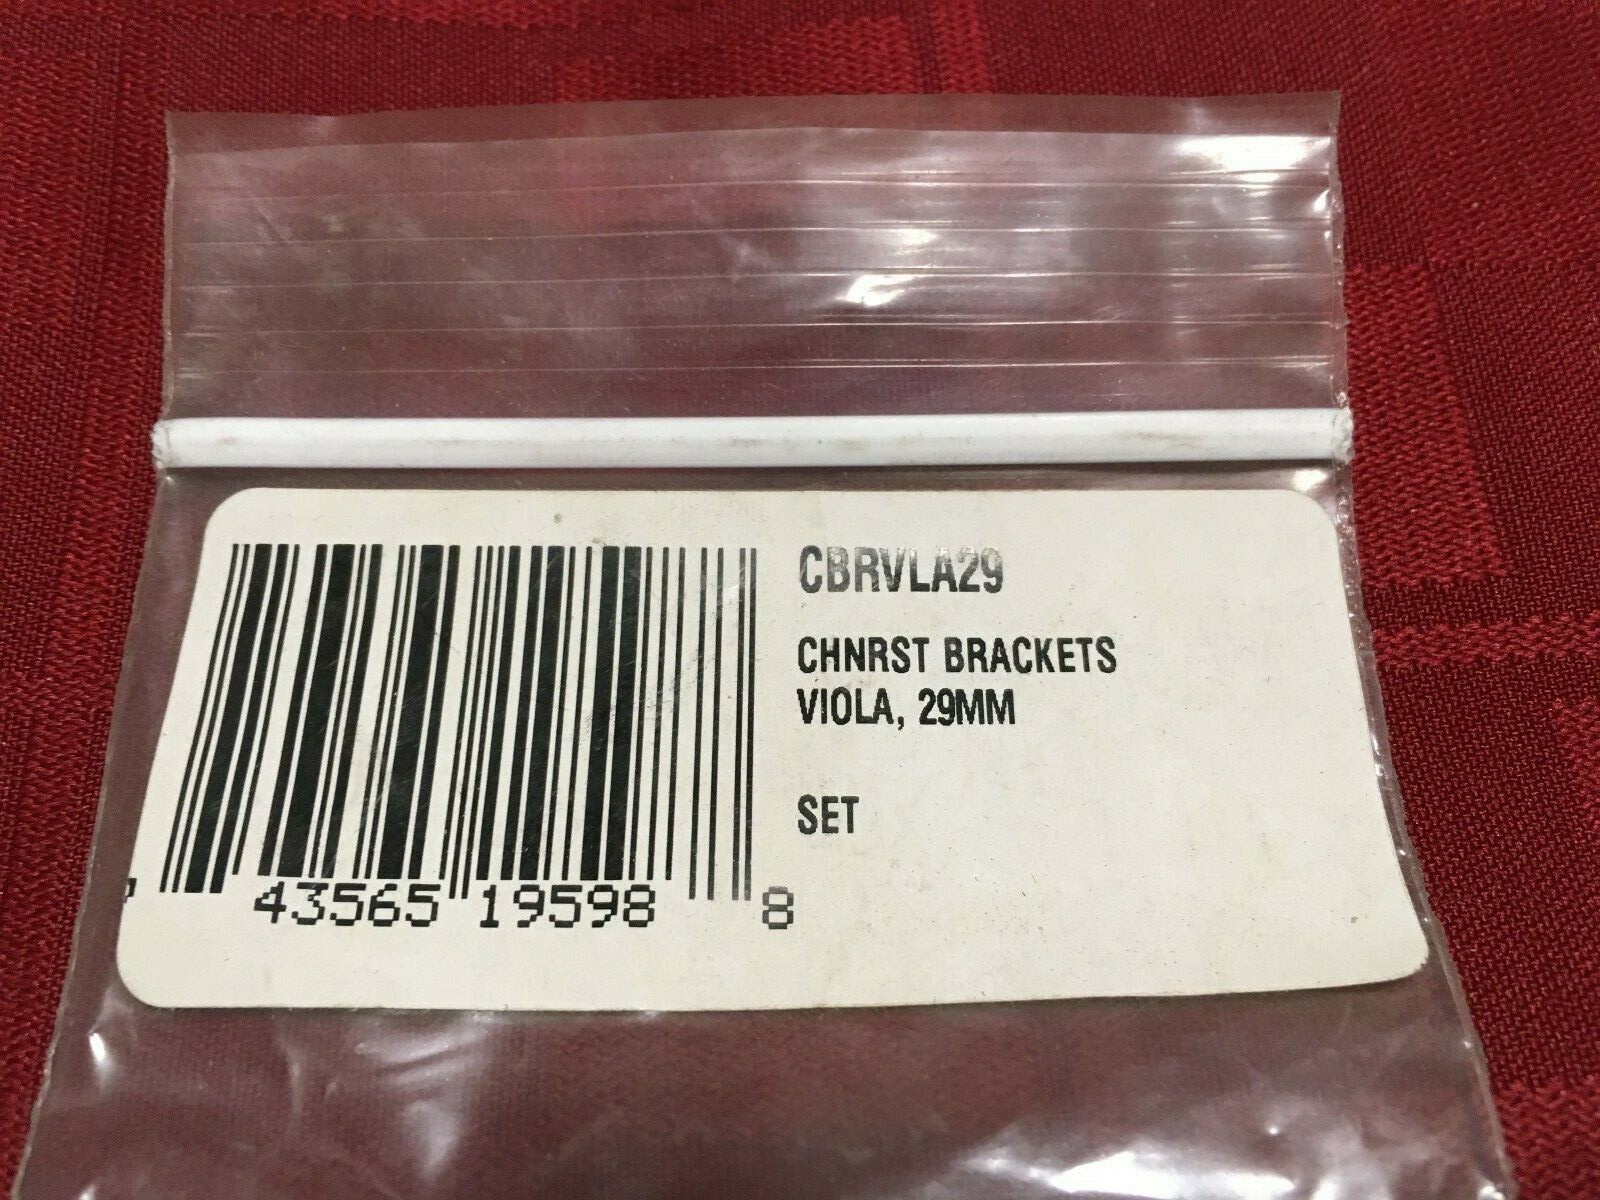 CBRVLA29
CHNRST BRACKETS
VIOLA, 29MM
SET
43565 19598 8